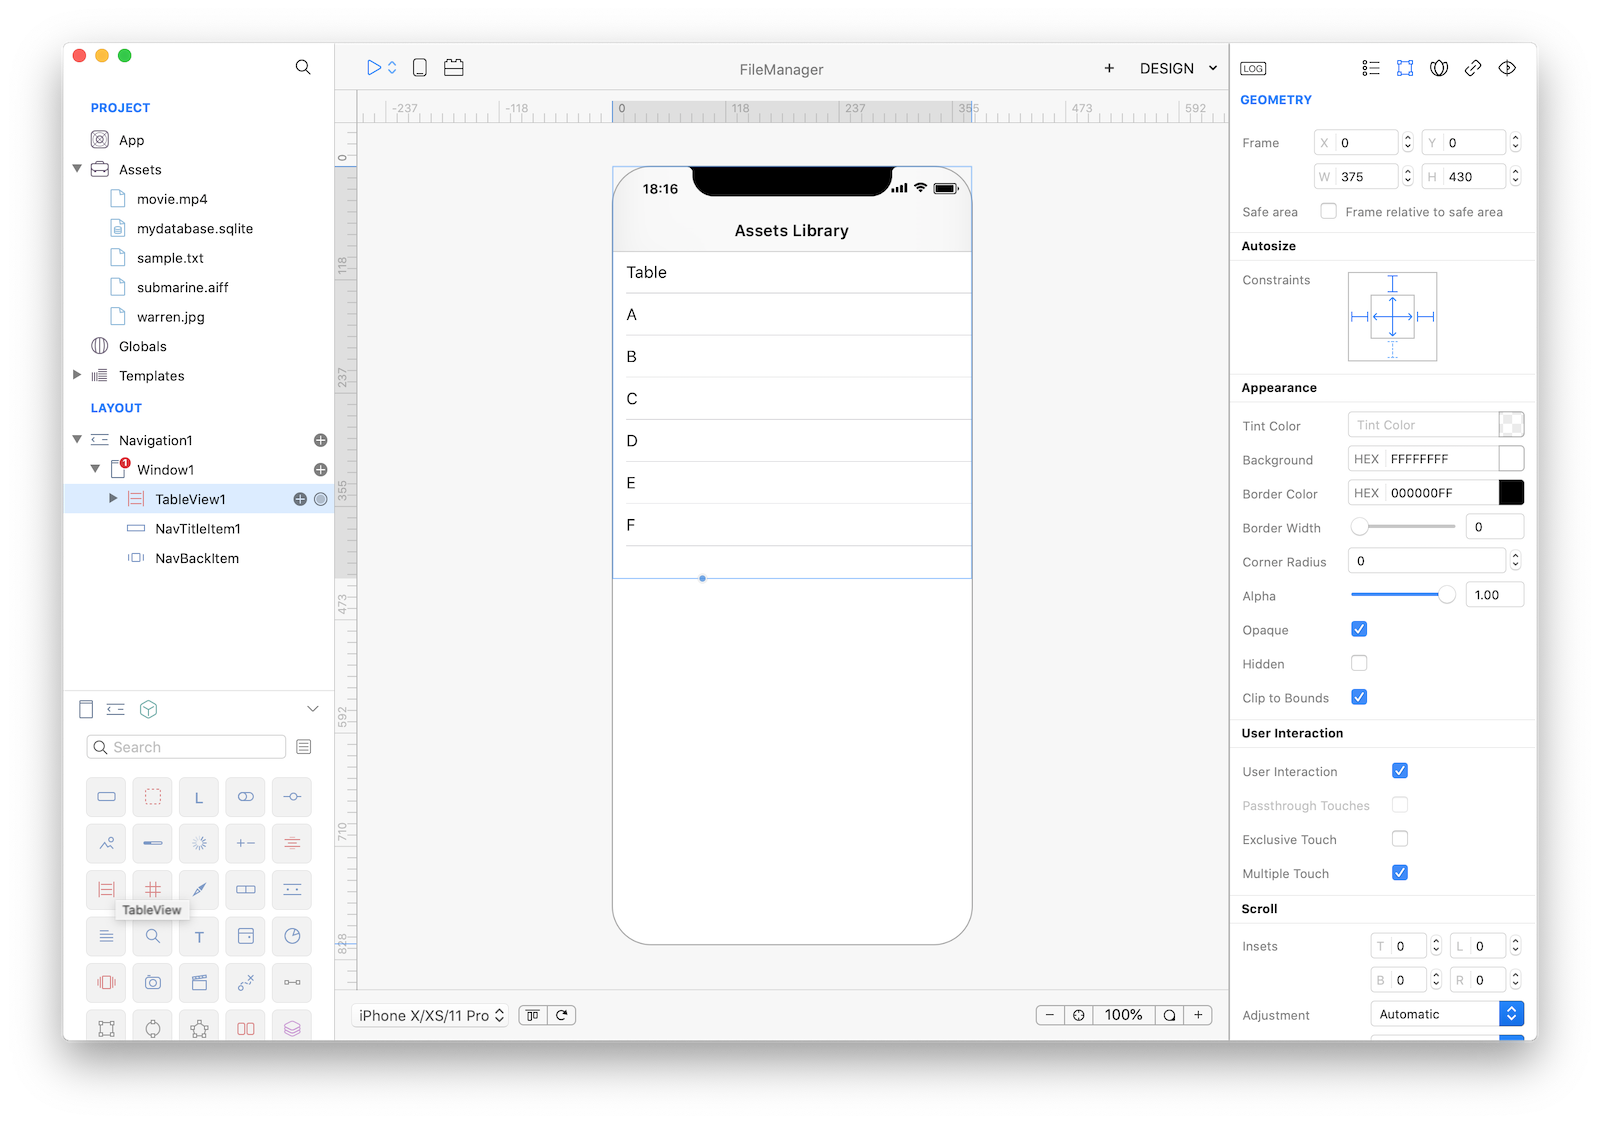 FileManager
DESIGN
LOG
PROJECT
App
Assets
movie.mp4
mydatabase.sqlite
sample.txt
submarine.aiff
warren.jpg
Globals
Templates
LAYOUT
Navigation1
1
Window1
TableView1
NavTitleItem1
NavBackItem
Search
L
TableView
T
-237
-118
0
118
237
355
473
592
0
118
237
355
473
592
710
828
18:16
Assets Library
Table
A
B
C
D
E
F
iPhone X/XS/11 Pro
100%
GEOMETRY
Frame X 0 Y 0
W 375 H 430
Safe area Frame relative to safe area
Autosize
Constraints
Appearance
Tint Color Tint Color
Background HEX FFFFFFFF
Border Color HEX 000000FF
Border Width 0
Corner Radius 0
Alpha 1.00
Opaque
Hidden
Clip to Bounds
User Interaction
User Interaction
Passthrough Touches
Exclusive Touch
Multiple Touch
Scroll
Insets T 0 L 0
B 0 R 0
Adjustment Automatic